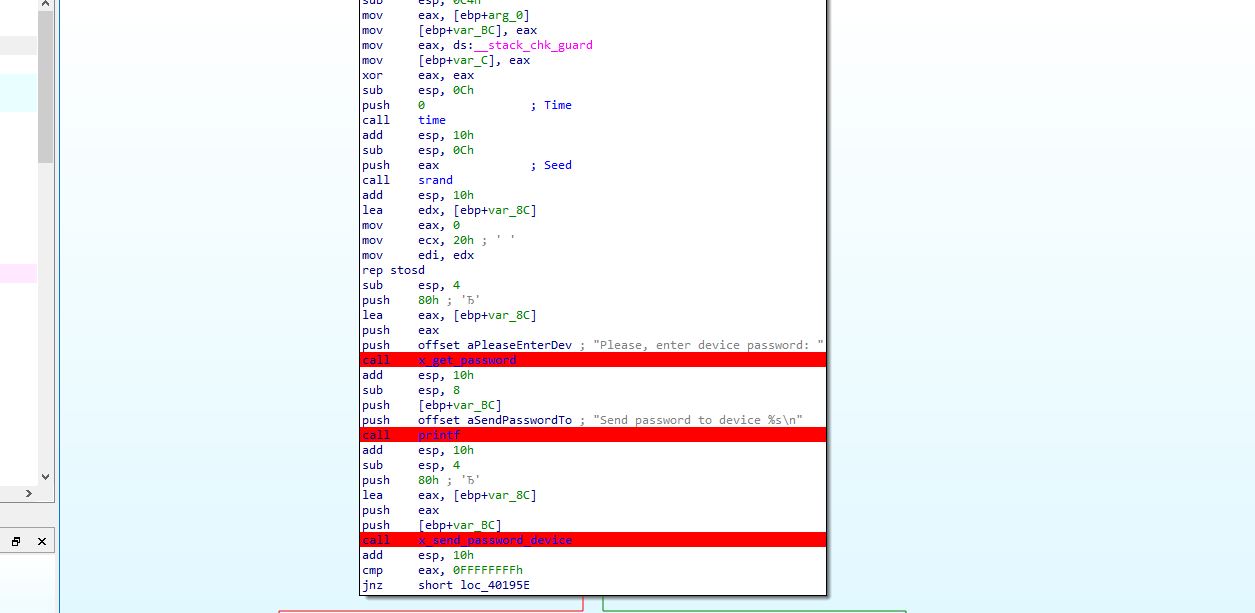 sub esp, 0C4h
mov eax, [ebp+arg_0]
mov [ebp+var_BC], eax
mov eax, ds:__stack_chk_guard
mov [ebp+var_C], eax
xor eax, eax
sub esp, 0Ch
push 0 ; Time
call time
add esp, 10h
sub esp, 0Ch
push eax ; Seed
call srand
add esp, 10h
lea edx, [ebp+var_8C]
mov eax, 0
mov ecx, 20h ; ' '
mov edi, edx
rep stosd
sub esp, 4
push 80h ; 'Ђ'
lea eax, [ebp+var_8C]
push eax
push offset aPleaseEnterDev ; "Please, enter device password: "
call x_get_password
add esp, 10h
sub esp, 8
push [ebp+var_BC]
push offset aSendPasswordTo ; "Send password to device %s\n"
call printf
add esp, 10h
sub esp, 4
push 80h ; 'Ђ'
lea eax, [ebp+var_8C]
push eax
push [ebp+var_BC]
call x_send_password_device
add esp, 10h
cmp eax, 0FFFFFFFFh
jnz short loc_40195E